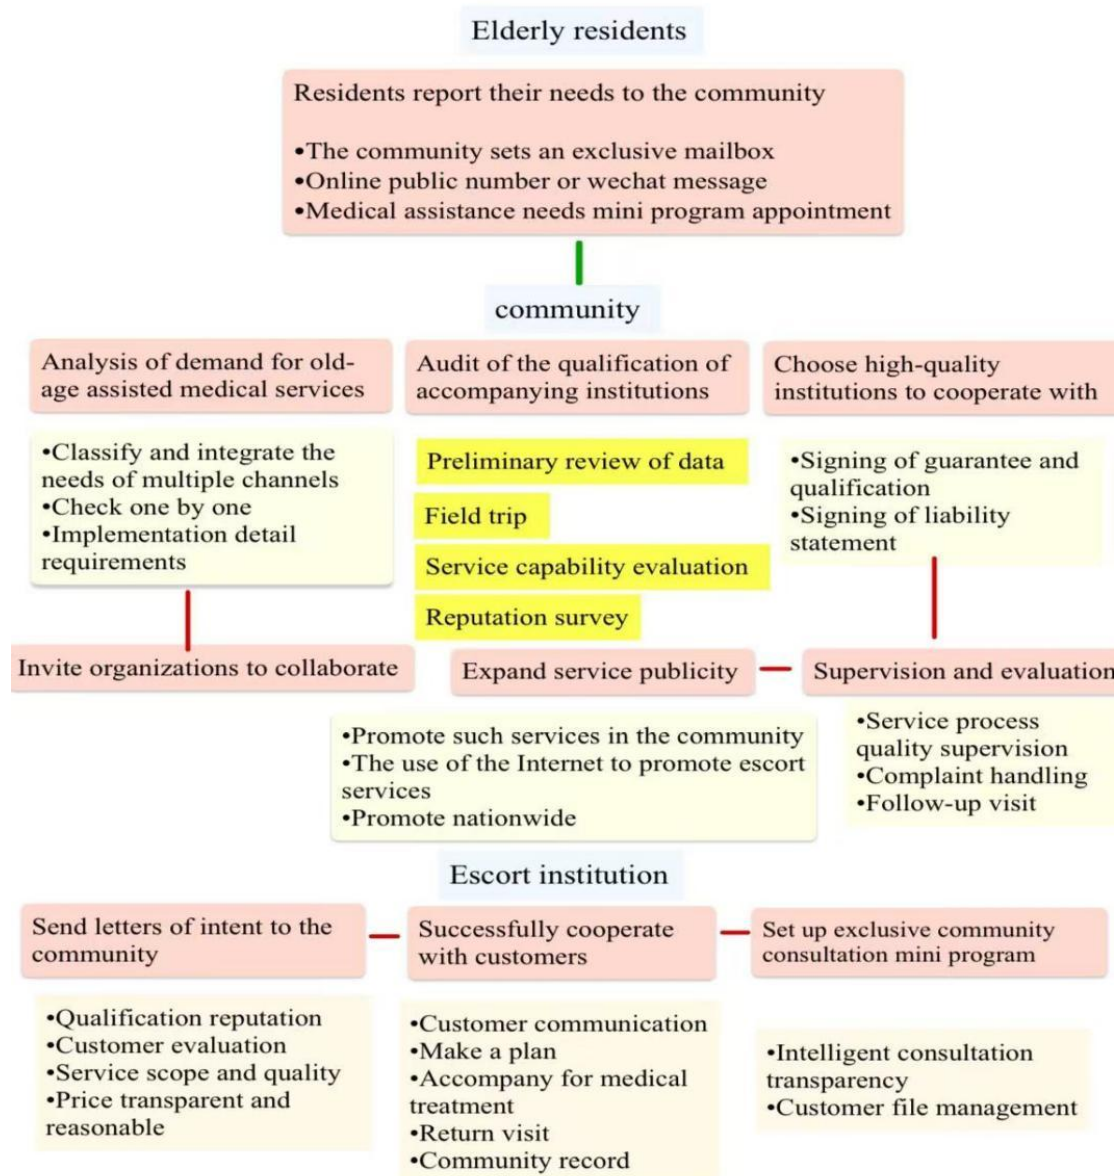 Elderly residents
Residents report their needs to the community
•The community sets an exclusive mailbox
•Online public number or wechat message
•Medical assistance needs mini program appointment
community
Analysis of demand for old-
age assisted medical services
Audit of the qualification of
accompanying institutions
Choose high-quality
institutions to cooperate with
•Classify and integrate the
needs of multiple channels
•Check one by one
•Implementation detail
requirements
Preliminary review of data
Field trip
Service capability evaluation
Reputation survey
•Signing of guarantee and
qualification
•Signing of liability
statement
Invite organizations to collaborate
Expand service publicity
Supervision and evaluation
•Promote such services in the community
•The use of the Internet to promote escort
services
•Promote nationwide
•Service process
quality supervision
•Complaint handling
•Follow-up visit
Escort institution
Send letters of intent to the
community
Successfully cooperate
with customers
Set up exclusive community
consultation mini program
•Qualification reputation
•Customer evaluation
•Service scope and quality
•Price transparent and
reasonable
•Customer communication
•Make a plan
•Accompany for medical
treatment
•Return visit
•Community record
•Intelligent consultation
transparency
•Customer file management